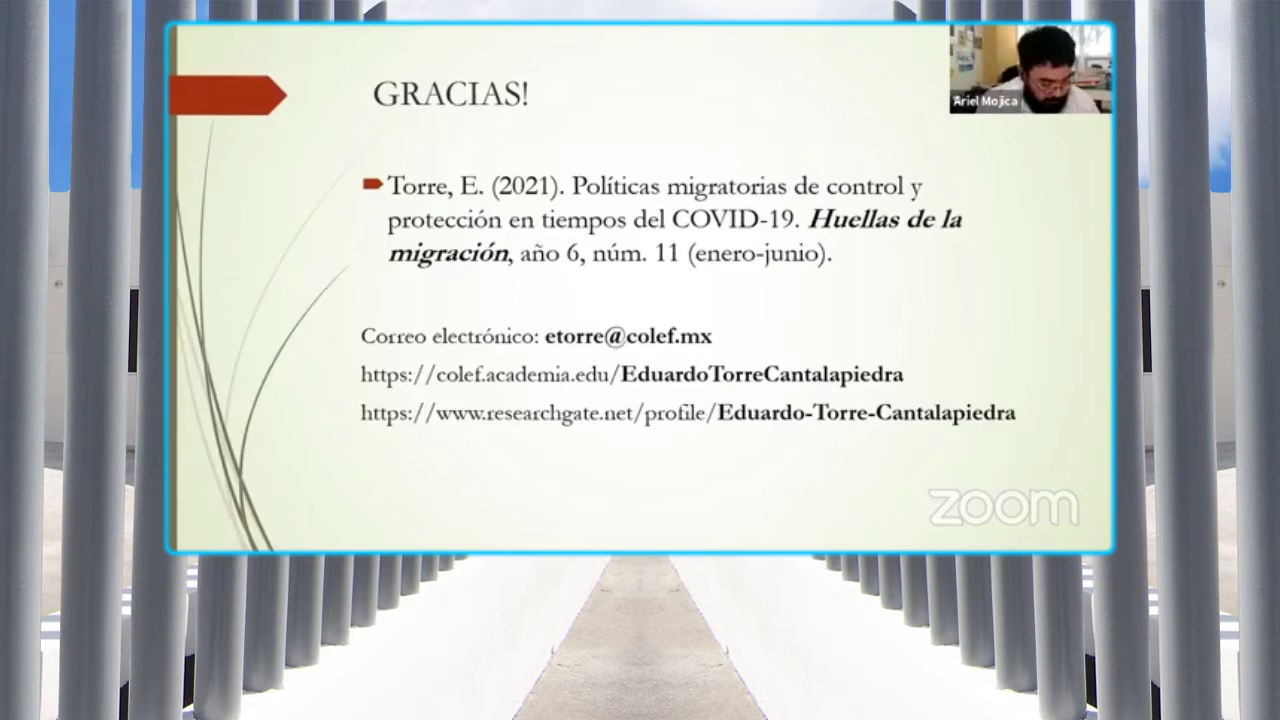 GRACIAS!
Ariel Mojica
Torre, E. (2021). Políticas migratorias de control y
protección en tiempos del COVID-19. Huellas de la
migración, año 6, núm. 11 (enero-junio).
Correo electrónico: etorre@colef.mx
https://colef.academia.edu/EduardoTorreCantalapiedra
https://www.researchgate.net/profile/Eduardo-Torre-Cantalapiedra
zoom